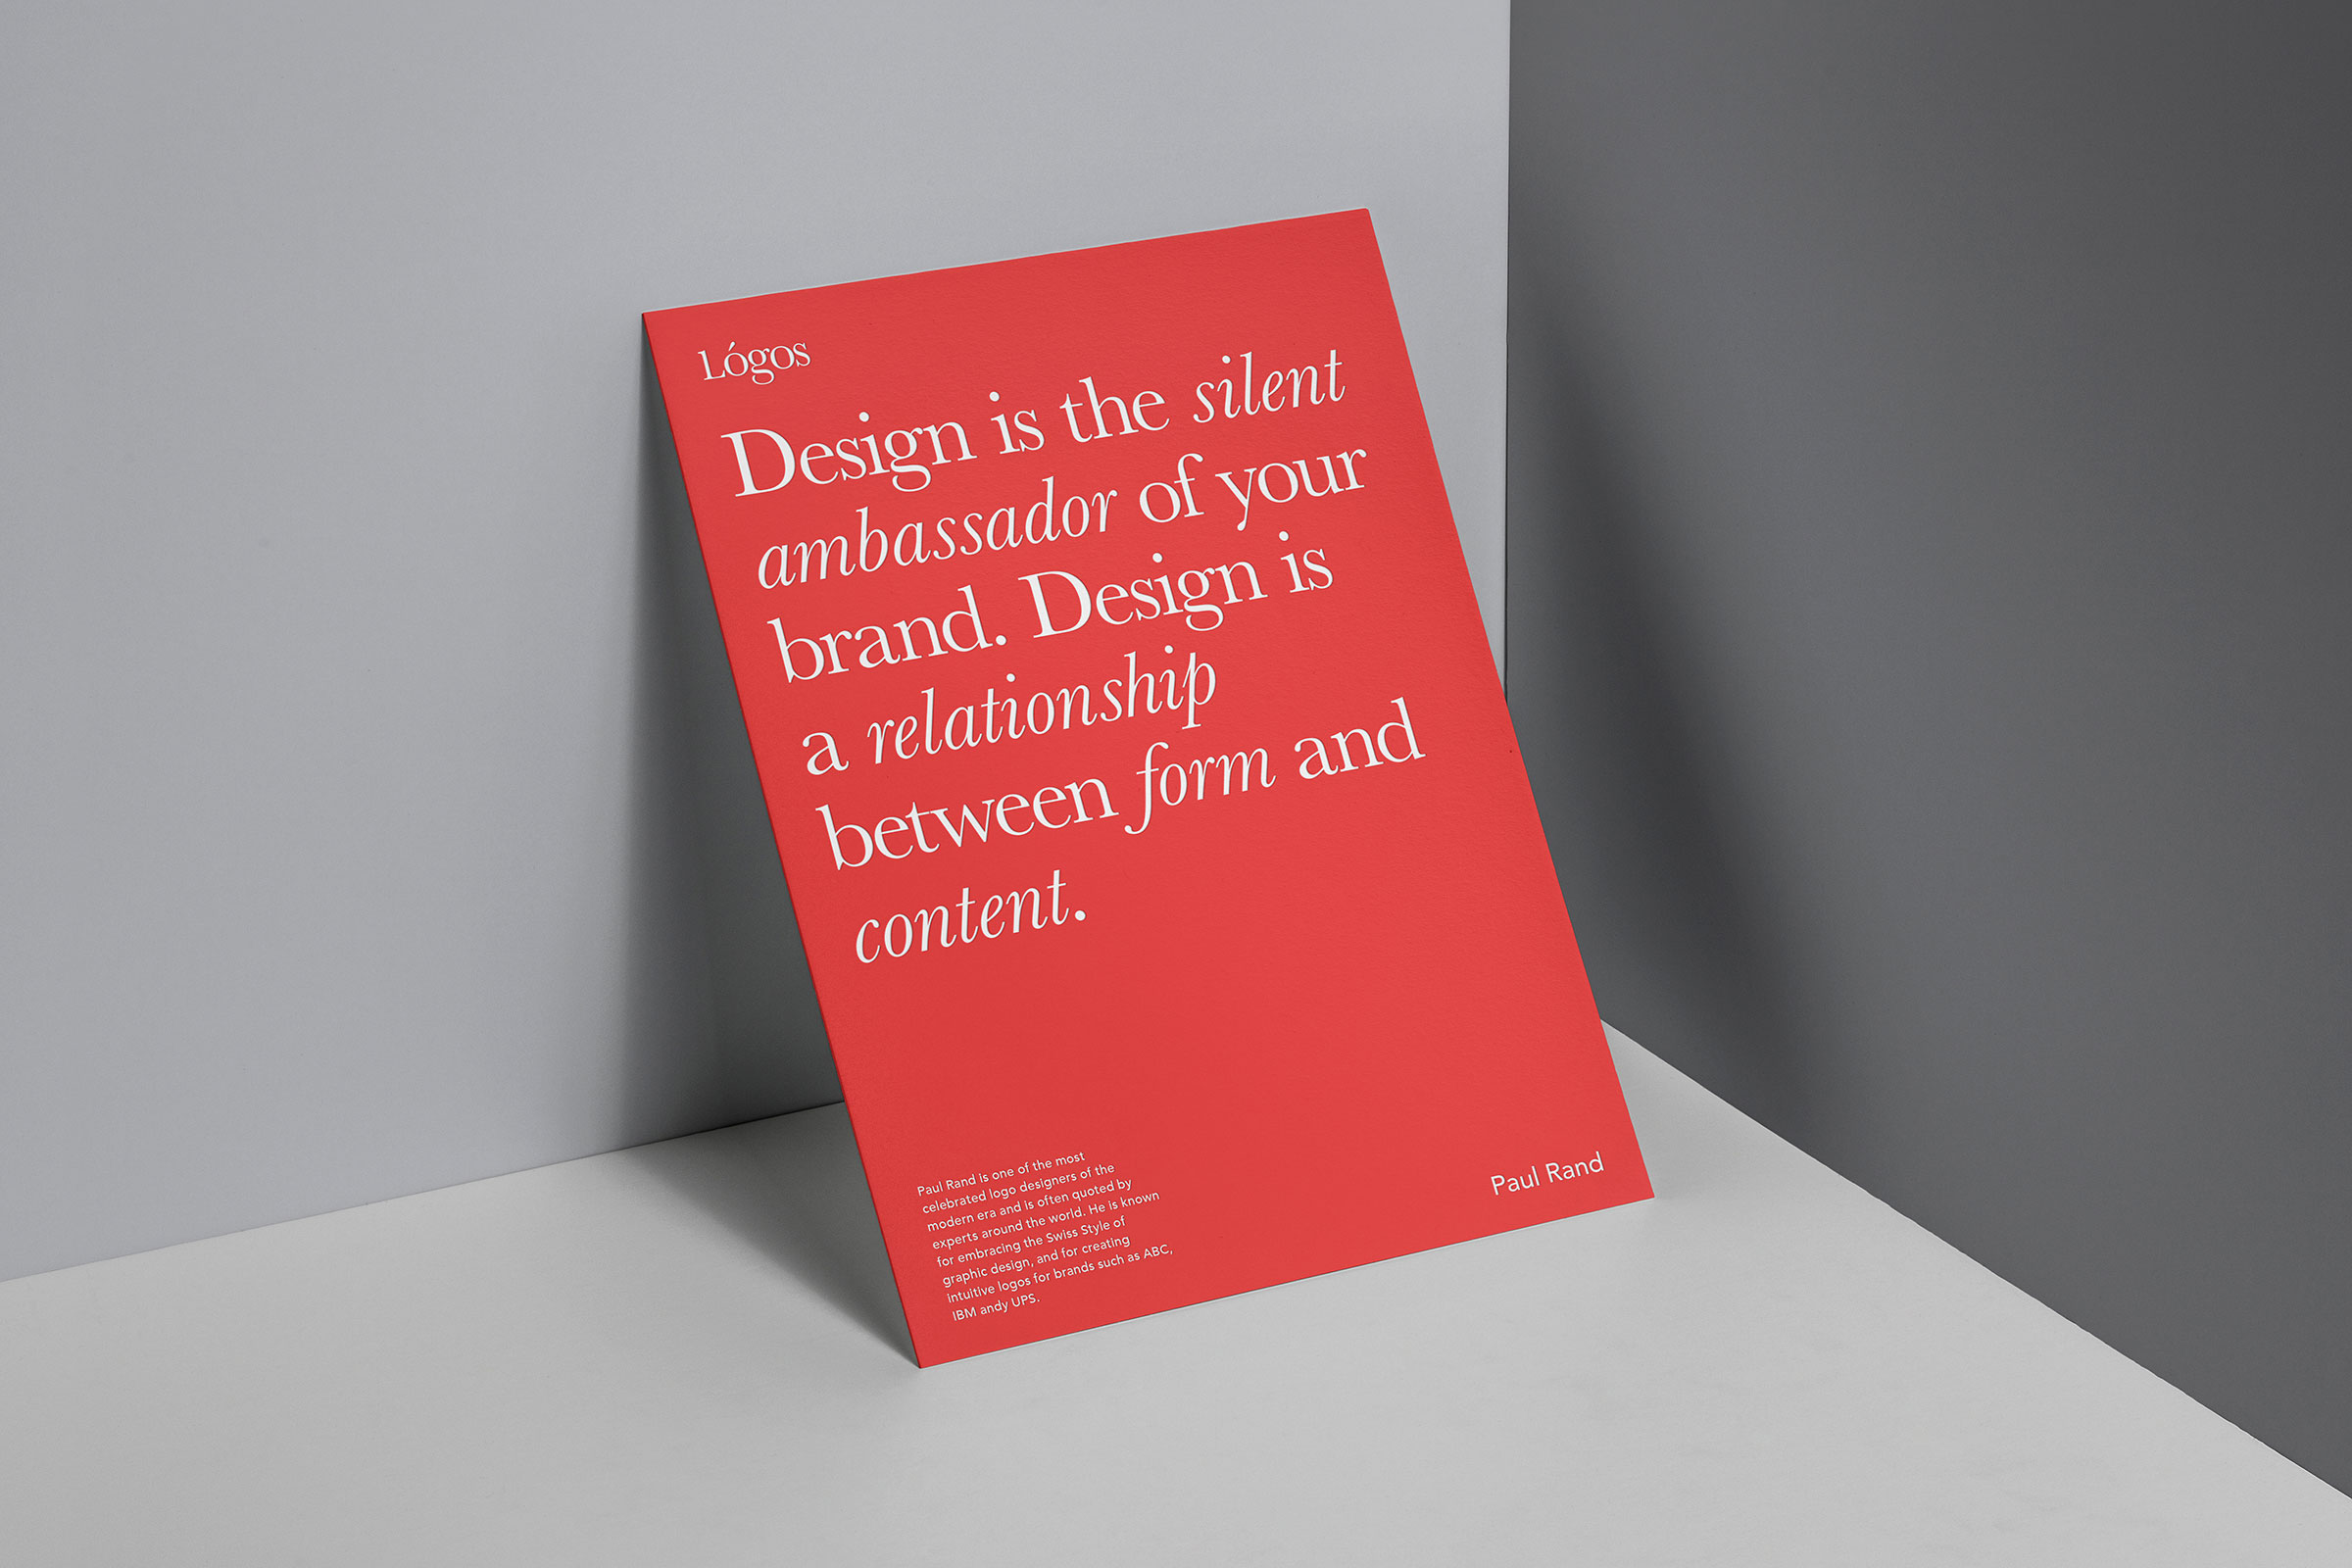 Lógos
Design is the silent
ambassador of your
brand. Design is
a relationship
between form and
content.
Paul Rand is one of the most
celebrated logo designers of the
modern era and is often quoted by
experts around the world. He is known
for embracing the Swiss Style of
graphic design, and for creating
intuitive logos for brands such as ABC,
IBM andy UPS.
Paul Rand